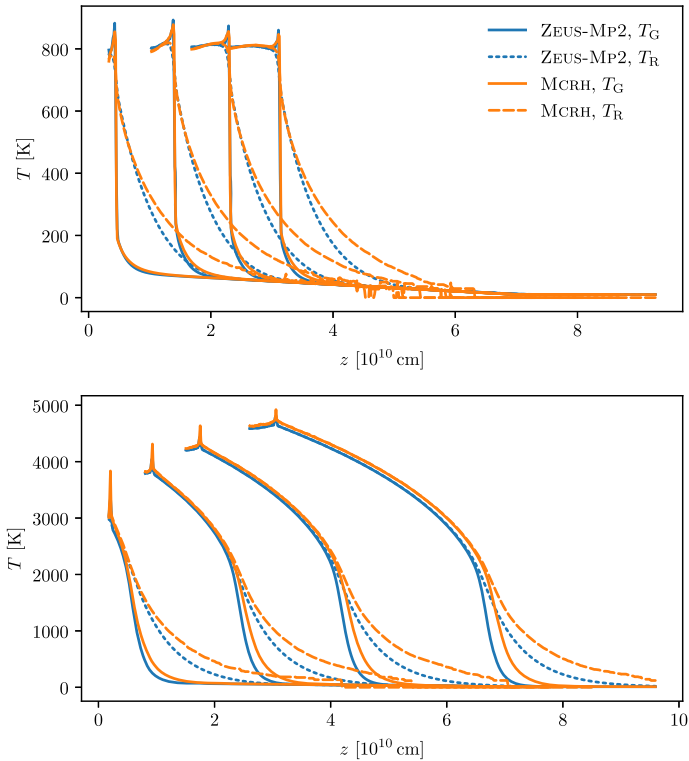 800
600
400
200
0
T [K]
ZEUS-MP2, T_G
ZEUS-MP2, T_R
MCRH, T_G
MCRH, T_R
0 2 4 6 8
z [10^10 cm]
5000
4000
3000
2000
1000
0
T [K]
0 2 4 6 8 10
z [10^10 cm]